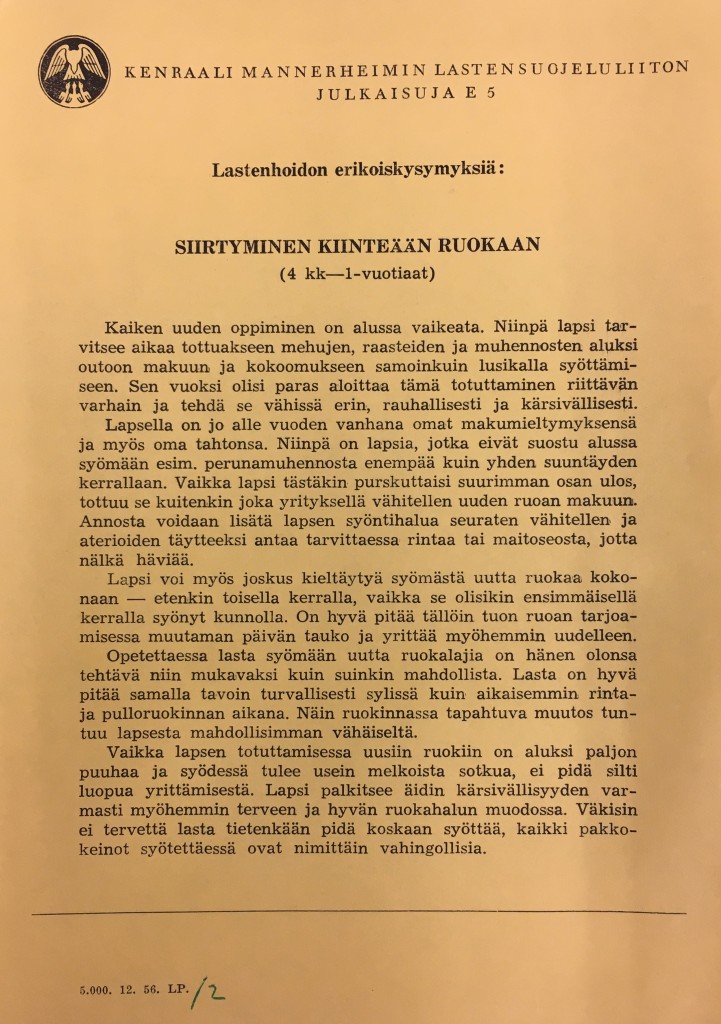 KENRAALI MANNERHEIMIN LASTENSUOJELULIITON
JULKAISUJA E 5
Lastenhoidon erikoiskysymyksiä:
SIIRTYMINEN KIINTEÄÄN RUOKAAN
(4 kk—1-vuotiaat)
Kaiken uuden oppiminen on alussa vaikeata. Niinpä lapsi tar-
vitsee aikaa tottuakseen mehujen, raasteiden ja muhennosten aluksi
outoon makuun ja kokoomukseen samoinkuin lusikalla syöttämi-
seen. Sen vuoksi olisi paras aloittaa tämä totuttaminen riittävän
varhain ja tehdä se vähissä erin, rauhallisesti ja kärsivällisesti.
Lapsella on jo alle vuoden vanhana omat makumieltymyksensä
ja myös oma tahtonsa. Niinpä on lapsia, jotka eivät suostu alussa
syömään esim. perunamuhennosta enempää kuin yhden suuntäyden
kerrallaan. Vaikka lapsi tästäkin purskuttaisi suurimman osan ulos,
tottuu se kuitenkin joka yrityksellä vähitellen uuden ruoan makuun.
Annosta voidaan lisätä lapsen syöntihalua seuraten vähitellen ja
aterioiden täytteeksi antaa tarvittaessa rintaa tai maitoseosta, jotta
nälkä häviää.
Lapsi voi myös joskus kieltäytyä syömästä uutta ruokaa koko-
naan — etenkin toisella kerralla, vaikka se olisikin ensimmäisellä
kerralla syönyt kunnolla. On hyvä pitää tällöin tuon ruoan tarjoa-
misessa muutaman päivän tauko ja yrittää myöhemmin uudelleen.
Opetettaessa lasta syömään uutta ruokalajia on hänen olonsa
tehtävä niin mukavaksi kuin suinkin mahdollista. Lasta on hyvä
pitää samalla tavoin turvallisesti sylissä kuin aikaisemmin rinta-
ja pulloruokinnan aikana. Näin ruokinnassa tapahtuva muutos tun-
tuu lapsesta mahdollisimman vähäiseltä.
Vaikka lapsen totuttamisessa uusiin ruokiin on aluksi paljon
puuhaa ja syödessä tulee usein melkoista sotkua, ei pidä silti
luopua yrittämisestä. Lapsi palkitsee äidin kärsivällisyyden var-
masti myöhemmin terveen ja hyvän ruokahalun muodossa. Väkisin
ei tervettä lasta tietenkään pidä koskaan syöttää, kaikki pakko-
keinot syötettäessä ovat nimittäin vahingollisia.
5.000. 12. 56. LP. /2